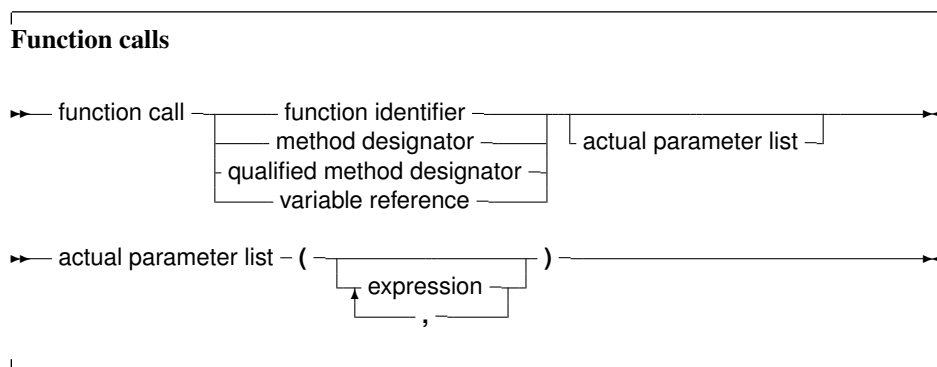 Function calls
function call function identifier
method designator actual parameter list
qualified method designator
variable reference
actual parameter list ( )
expression
,